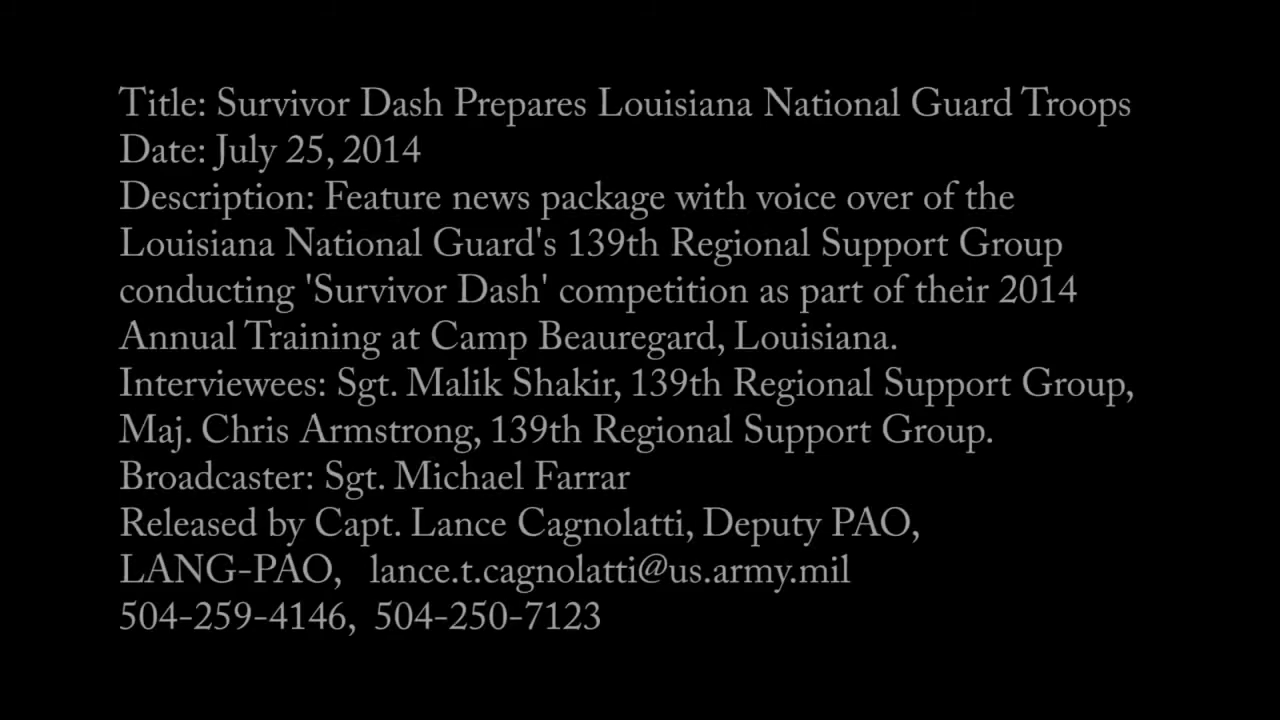 Title: Survivor Dash Prepares Louisiana National Guard Troops
Date: July 25, 2014
Description: Feature news package with voice over of the
Louisiana National Guard's 139th Regional Support Group
conducting 'Survivor Dash' competition as part of their 2014
Annual Training at Camp Beauregard, Louisiana.
Interviewees: Sgt. Malik Shakir, 139th Regional Support Group,
Maj. Chris Armstrong, 139th Regional Support Group.
Broadcaster: Sgt. Michael Farrar
Released by Capt. Lance Cagnolatti, Deputy PAO,
LANG-PAO, lance.t.cagnolatti@us.army.mil
504-259-4146, 504-250-7123